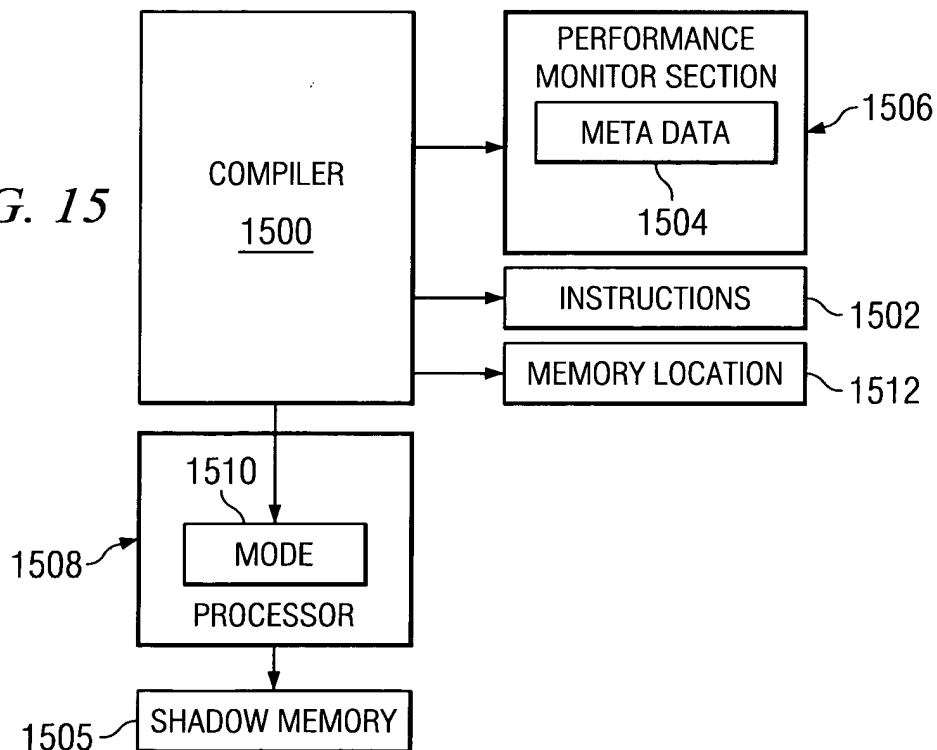 G. 15
COMPILER
1500
PERFORMANCE
MONITOR SECTION
META DATA
1504
1506
INSTRUCTIONS
1502
MEMORY LOCATION
1512
1510
MODE
1508
PROCESSOR
SHADOW MEMORY
1505